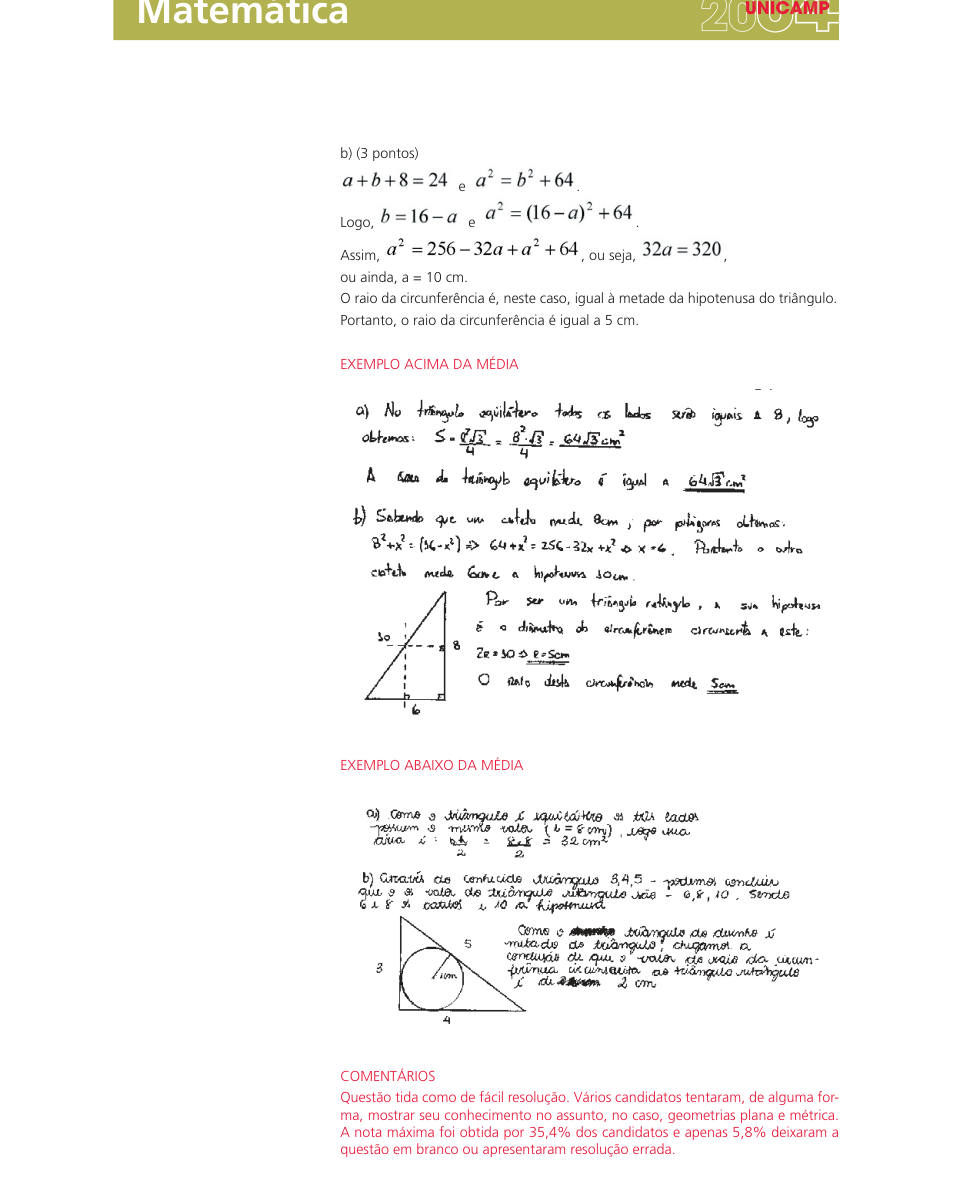 Matemática
2004
UNICAMP
b) (3 pontos)
a + b + 8 = 24 e a² = b² + 64.
Logo, b = 16 − a e a² = (16 − a)² + 64.
Assim, a² = 256 − 32a + a² + 64, ou seja, 32a = 320,
ou ainda, a = 10 cm.
O raio da circunferência é, neste caso, igual à metade da hipotenusa do triângulo.
Portanto, o raio da circunferência é igual a 5 cm.
EXEMPLO ACIMA DA MÉDIA
a) No triângulo eqüilátero todos os lados serão iguais a 8, logo
obtemos: S = l²√3/4 = 8²·√3/4 = 64√3 cm²
A área do triângulo equilátero é igual a 64√3 cm²
b) Sabendo que um cateto mede 8cm, por pitágoras obtemos.
8²+x² = (16-x²) => 64+x² = 256-32x+x² => x=6. Portanto o outro
cateto mede 6cm e a hipotenusa 10cm.
Por ser um triângulo retângulo, a sua hipotenusa
é o diâmetro da circunferência circunscrita a este:
2R = 10 => R = 5cm
O raio desta circunferência mede 5cm
10
8
6
EXEMPLO ABAIXO DA MÉDIA
a) Como o triângulo é equilátero os três lados
possuem o mesmo valor (b = 8 cm), logo sua
área é: b.h/2 = 8.8/2 = 32 cm²
b) Através do conhecido triângulo 3,4,5 - podemos concluir
que o os valor do triângulo retângulo são - 6,8,10. Sendo
6 e 8 os catetos e 10 a hipotenusa
Como o triângulo do desenho é
metade do triângulo, chegamos a
conclusão de que o valor do raio da circun-
ferência circunscrita ao triângulo retângulo
é de 2 cm
3
5
1cm
4
COMENTÁRIOS
Questão tida como de fácil resolução. Vários candidatos tentaram, de alguma for-
ma, mostrar seu conhecimento no assunto, no caso, geometrias plana e métrica.
A nota máxima foi obtida por 35,4% dos candidatos e apenas 5,8% deixaram a
questão em branco ou apresentaram resolução errada.